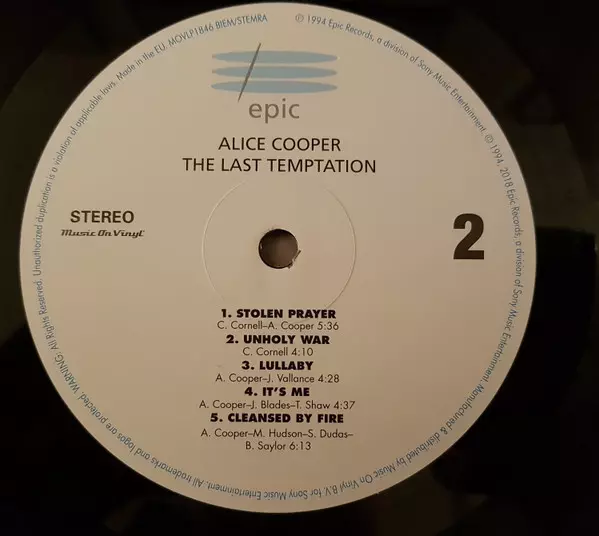 epic
ALICE COOPER
THE LAST TEMPTATION
STEREO
Music On Vinyl
2
1. STOLEN PRAYER
C. Cornell–A. Cooper 5:36
2. UNHOLY WAR
C. Cornell 4:10
3. LULLABY
A. Cooper–J. Vallance 4:28
4. IT'S ME
A. Cooper–J. Blades–T. Shaw 4:37
5. CLEANSED BY FIRE
A. Cooper–M. Hudson–S. Dudas–
B. Saylor 6:13
℗ 1994 Epic Records, a division of Sony Music Entertainment. © 1994, 2018 Epic Records, a division of Sony Music Entertainment. Manufactured & distributed by Music On Vinyl B.V. for Sony Music Entertainment. All trademarks and logos are protected. WARNING: All Rights Reserved. Unauthorized duplication is a violation of applicable laws. Made in the EU. MOVLP1846 BIEM/STEMRA